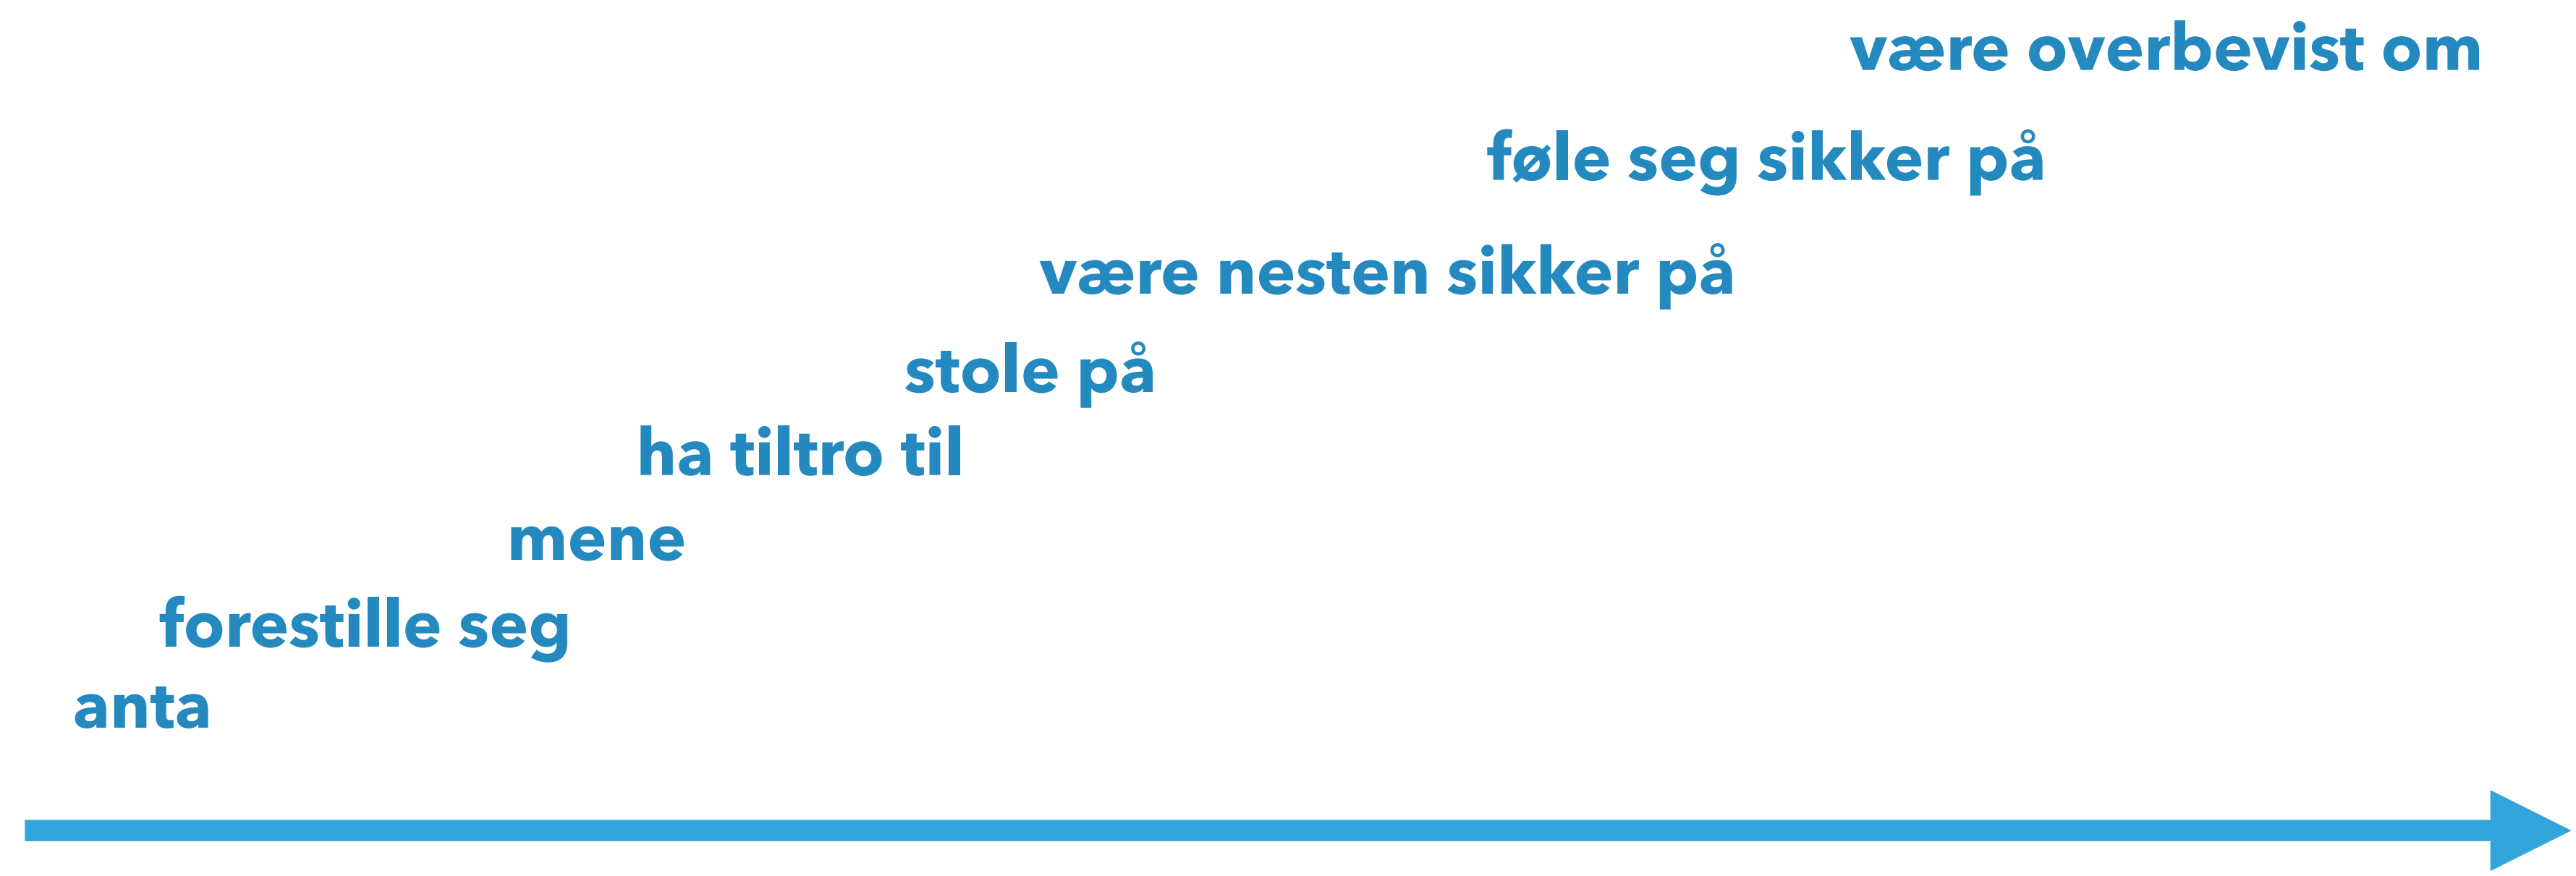 være overbevist om
føle seg sikker på
være nesten sikker på
stole på
ha tiltro til
mene
forestille seg
anta